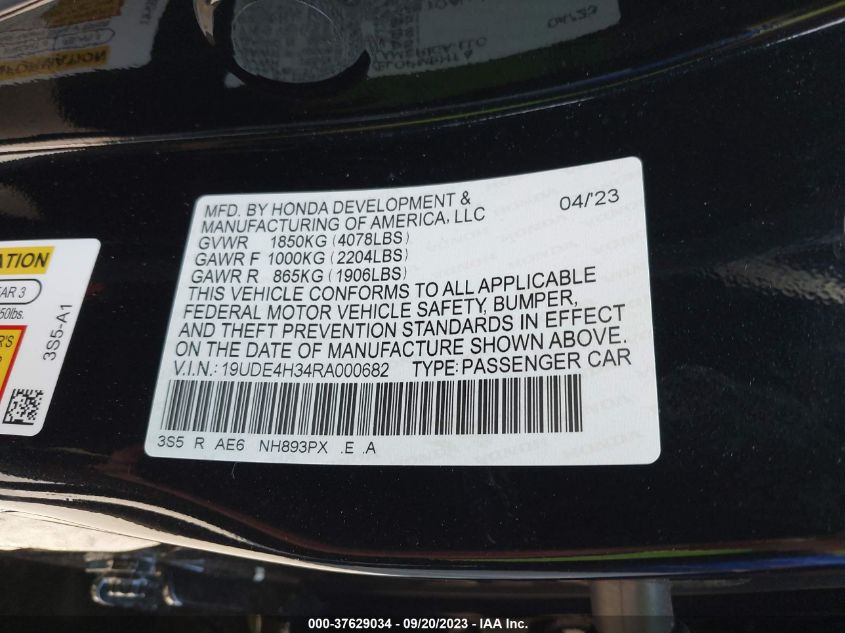 MFD. BY HONDA DEVELOPMENT &
MANUFACTURING OF AMERICA, LLC
04/'23
GVWR 1850KG (4078LBS)
GAWR F 1000KG (2204LBS)
GAWR R 865KG (1906LBS)
THIS VEHICLE CONFORMS TO ALL APPLICABLE
FEDERAL MOTOR VEHICLE SAFETY, BUMPER,
AND THEFT PREVENTION STANDARDS IN EFFECT
ON THE DATE OF MANUFACTURE SHOWN ABOVE.
V.I.N.: 19UDE4H34RA000682 TYPE: PASSENGER CAR
3S5 R AE6 NH893PX .E .A
3S5-A1
000-37629034 - 09/20/2023 - IAAI Inc.